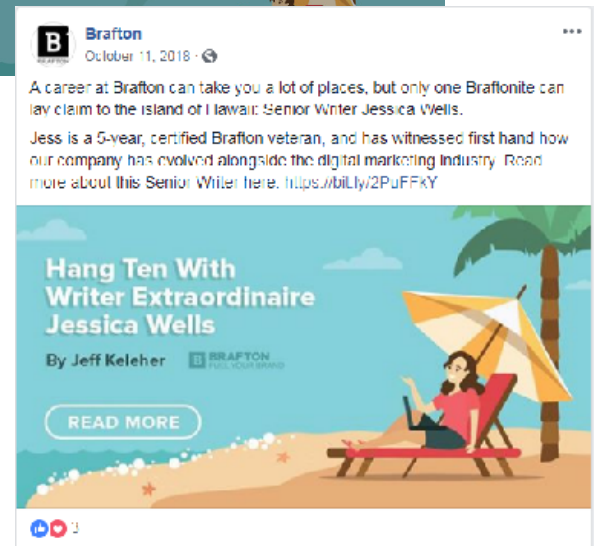 Brafton
October 11, 2018
A career at Brafton can take you a lot of places, but only one Braftonite can
lay claim to the island of Hawaii: Senior Writer Jessica Wells.
Jess is a 5-year, certified Brafton veteran, and has witnessed first hand how
our company has evolved alongside the digital marketing industry. Read
more about this Senior Writer here: https://bit.ly/2PuFFkY
Hang Ten With
Writer Extraordinaire
Jessica Wells
By Jeff Keleher
B BRAFTON
FUEL YOUR BRAND
READ MORE
3